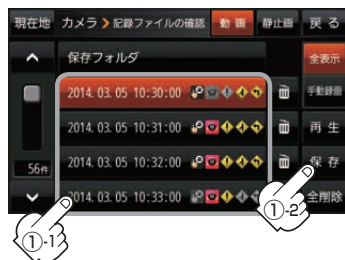 現在地 カメラ 記録ファイルの確認 動画 静止画 戻る
保存フォルダ 全表示
2014. 03. 05 10:30:00 手動録画
2014. 03. 05 10:31:00 再生
56件 2014. 03. 05 10:32:00 保存
2014. 03. 05 10:33:00 全削除
①-1 ①-2